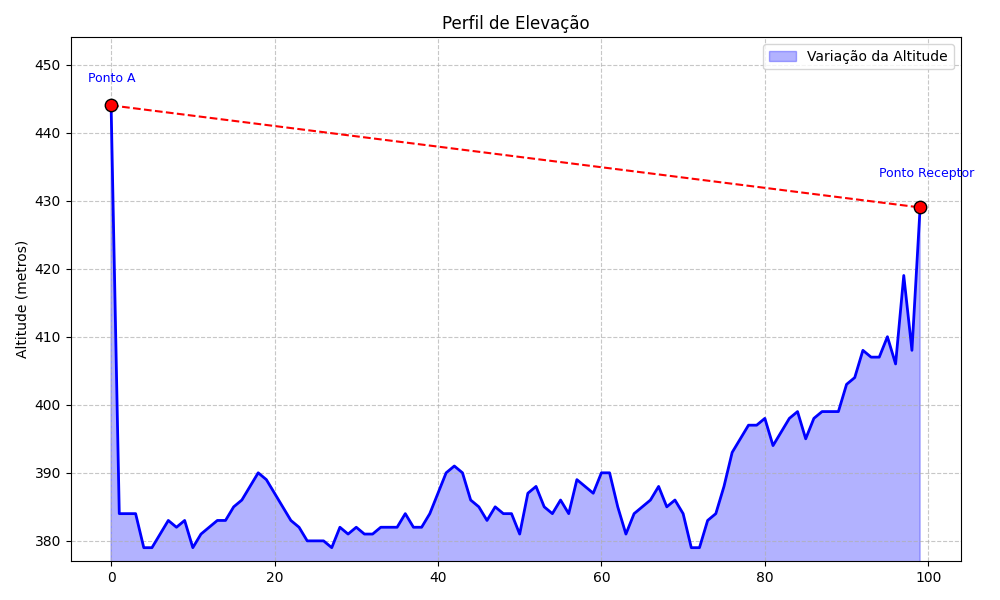 Perfil de Elevação
Variação da Altitude
Ponto A
Ponto Receptor
Altitude (metros)
450
440
430
420
410
400
390
380
0
20
40
60
80
100